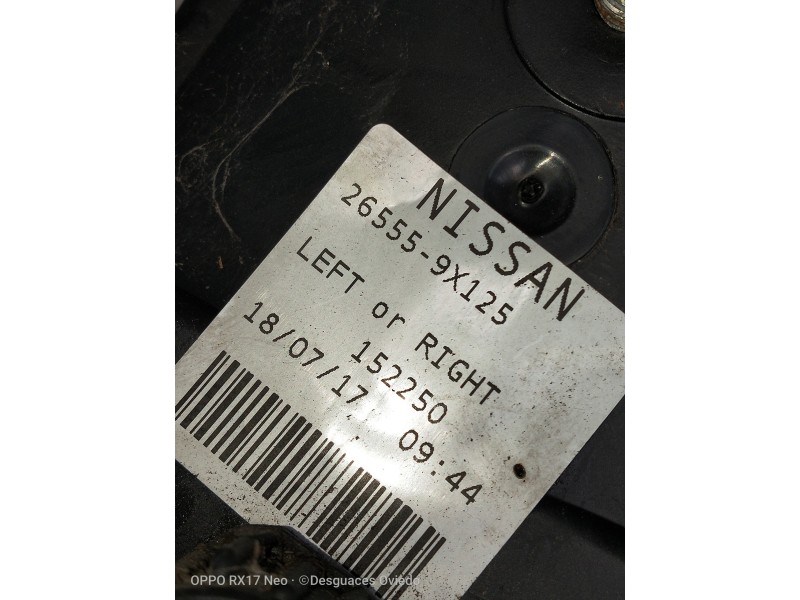 NISSAN
26555-9X125
LEFT or RIGHT
152250
18/07/17 09:44
OPPO RX17 Neo · ©Desguaces Oviedo